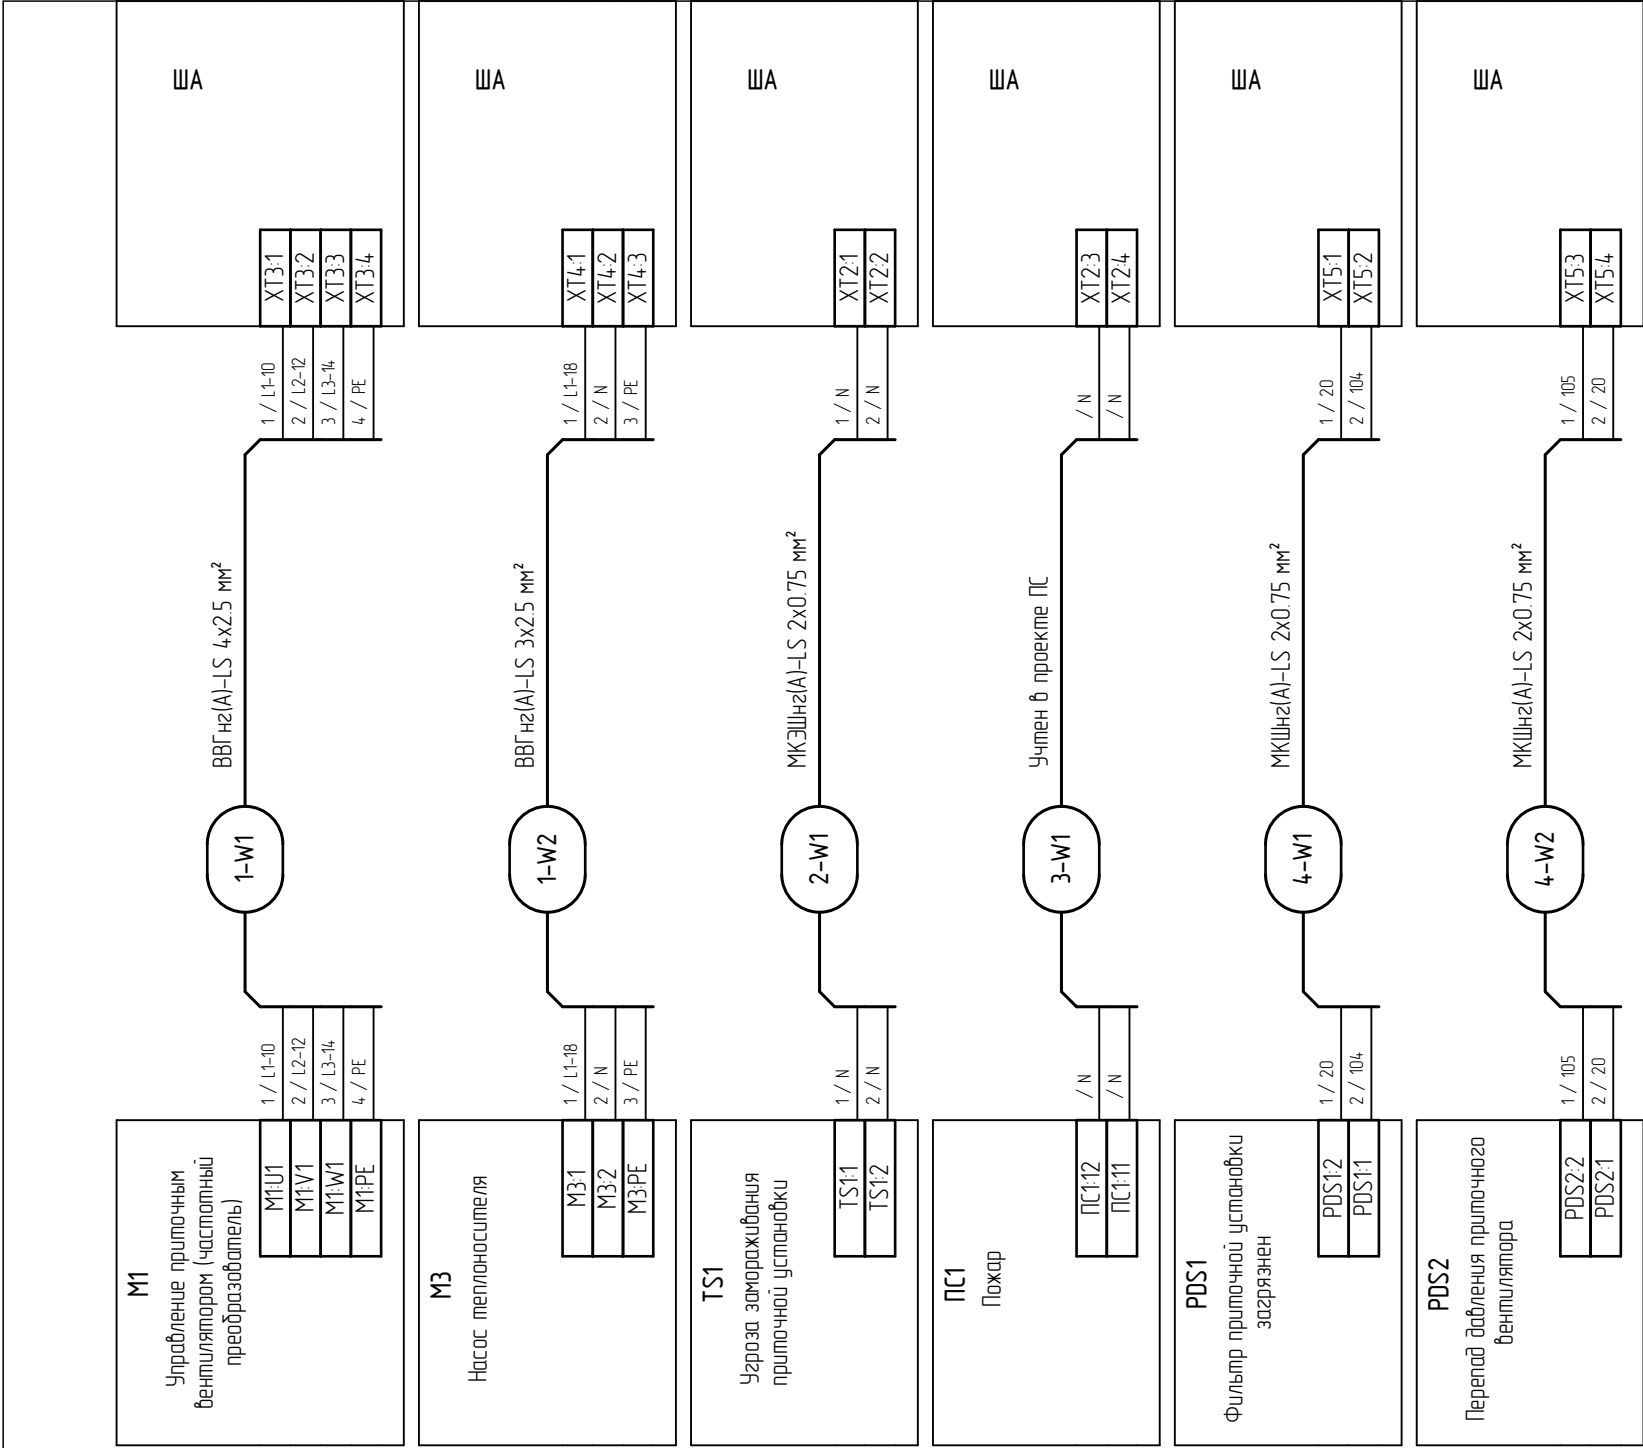 M1
Управление приточным
вентилятором (частотный
преобразователь)
M1:U1
M1:V1
M1:W1
M1:PE
1 / L1-10
2 / L2-12
3 / L3-14
4 / PE
1-W1
ВВГнг(А)-LS 4x2.5 мм²
1 / L1-10
2 / L2-12
3 / L3-14
4 / PE
XT3:1
XT3:2
XT3:3
XT3:4
ША
M3
Насос теплоносителя
M3:1
M3:2
M3:PE
1 / L1-18
2 / N
3 / PE
1-W2
ВВГнг(А)-LS 3x2.5 мм²
1 / L1-18
2 / N
3 / PE
XT4:1
XT4:2
XT4:3
ША
TS1
Угроза замораживания
приточной установки
TS1:1
TS1:2
1 / N
2 / N
2-W1
МКЭШнг(А)-LS 2x0.75 мм²
1 / N
2 / N
XT2:1
XT2:2
ША
ПС1
Пожар
ПС1:12
ПС1:11
/ N
/ N
3-W1
Учтен в проекте ПС
/ N
/ N
XT2:3
XT2:4
ША
PDS1
Фильтр приточной установки
загрязнен
PDS1:2
PDS1:1
1 / 20
2 / 104
4-W1
МКШнг(А)-LS 2x0.75 мм²
1 / 20
2 / 104
XT5:1
XT5:2
ША
PDS2
Перепад давления приточного
вентилятора
PDS2:2
PDS2:1
1 / 105
2 / 20
4-W2
МКШнг(А)-LS 2x0.75 мм²
1 / 105
2 / 20
XT5:3
XT5:4
ША